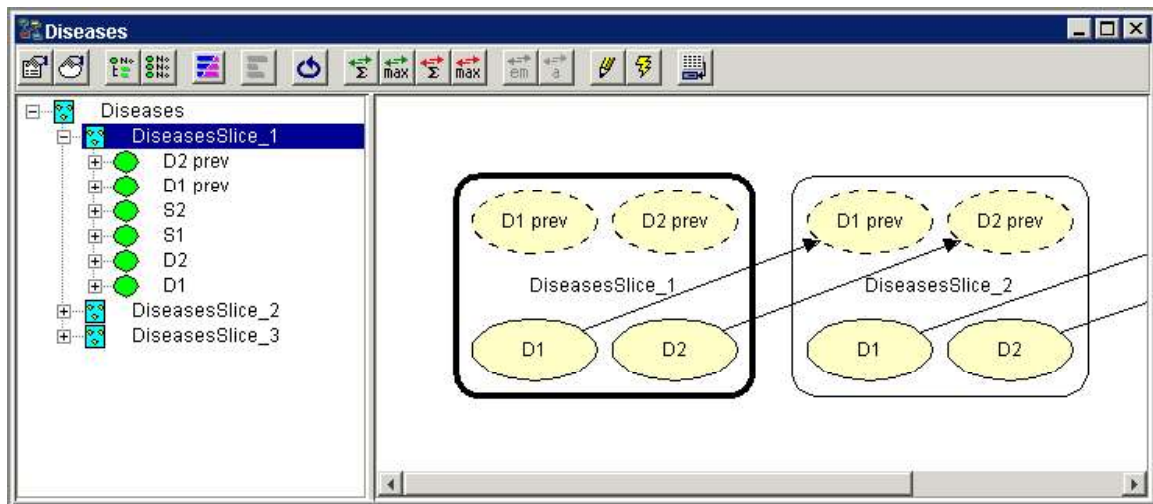 Diseases
Σ max Σ max em a
Diseases
DiseasesSlice_1
D2 prev
D1 prev
S2
S1
D2
D1
DiseasesSlice_2
DiseasesSlice_3
D1 prev D2 prev D1 prev D2 prev
DiseasesSlice_1 DiseasesSlice_2
D1 D2 D1 D2